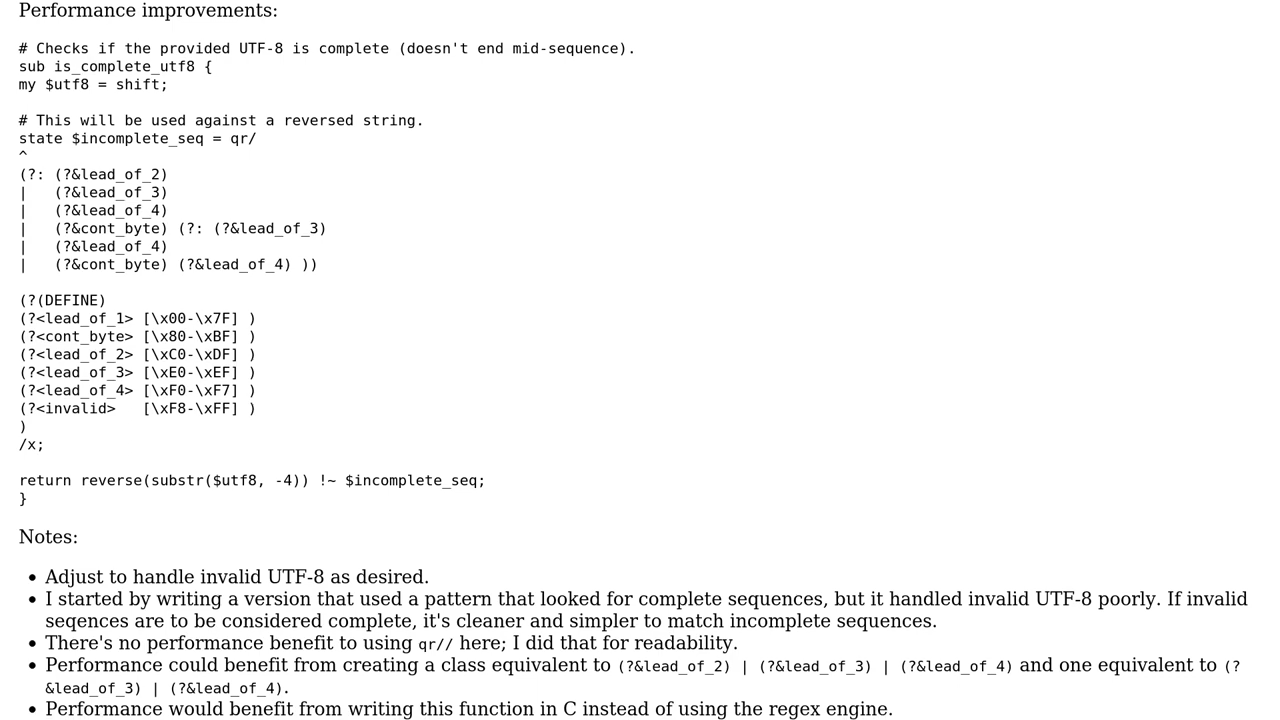 Performance improvements:
# Checks if the provided UTF-8 is complete (doesn't end mid-sequence).
sub is_complete_utf8 {
my $utf8 = shift;
# This will be used against a reversed string.
state $incomplete_seq = qr/
^
(?: (?&lead_of_2)
|   (?&lead_of_3)
|   (?&lead_of_4)
|   (?&cont_byte) (?: (?&lead_of_3)
|   (?&lead_of_4)
|   (?&cont_byte) (?&lead_of_4) ))
(?(DEFINE)
(?<lead_of_1> [\x00-\x7F] )
(?<cont_byte> [\x80-\xBF] )
(?<lead_of_2> [\xC0-\xDF] )
(?<lead_of_3> [\xE0-\xEF] )
(?<lead_of_4> [\xF0-\xF7] )
(?<invalid>   [\xF8-\xFF] )
)
/x;
return reverse(substr($utf8, -4)) !~ $incomplete_seq;
}
Notes:
• Adjust to handle invalid UTF-8 as desired.
• I started by writing a version that used a pattern that looked for complete sequences, but it handled invalid UTF-8 poorly. If invalid
seqences are to be considered complete, it's cleaner and simpler to match incomplete sequences.
• There's no performance benefit to using qr// here; I did that for readability.
• Performance could benefit from creating a class equivalent to (?&lead_of_2) | (?&lead_of_3) | (?&lead_of_4) and one equivalent to (?
&lead_of_3) | (?&lead_of_4).
• Performance would benefit from writing this function in C instead of using the regex engine.